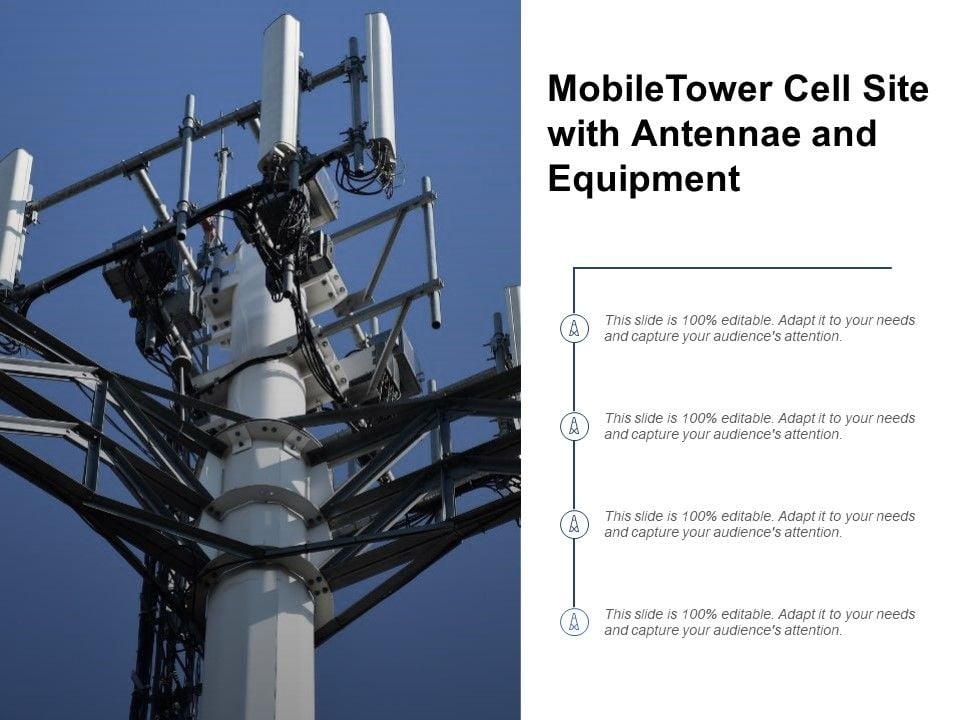 MobileTower Cell Site
with Antennae and
Equipment
This slide is 100% editable. Adapt it to your needs
and capture your audience's attention.
This slide is 100% editable. Adapt it to your needs
and capture your audience's attention.
This slide is 100% editable. Adapt it to your needs
and capture your audience's attention.
This slide is 100% editable. Adapt it to your needs
and capture your audience's attention.